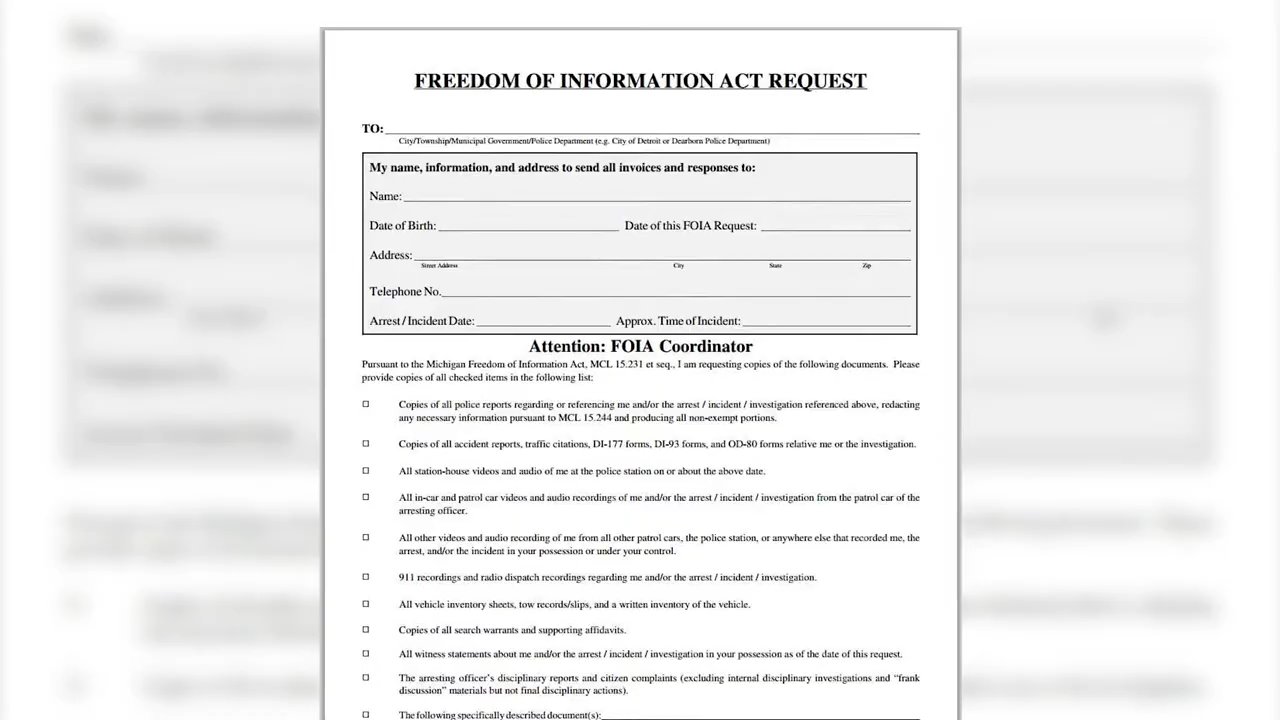 FREEDOM OF INFORMATION ACT REQUEST
TO:
City/Township/Municipal Government/Police Department (e.g. City of Detroit or Dearborn Police Department)
My name, information, and address to send all invoices and responses to:
Name:
Date of Birth: Date of this FOIA Request:
Address:
Street Address City State Zip
Telephone No.
Arrest / Incident Date: Approx. Time of Incident:
Attention: FOIA Coordinator
Pursuant to the Michigan Freedom of Information Act, MCL 15.231 et seq., I am requesting copies of the following documents. Please
provide copies of all checked items in the following list:
Copies of all police reports regarding or referencing me and/or the arrest / incident / investigation referenced above, redacting
any necessary information pursuant to MCL 15.244 and producing all non-exempt portions.
Copies of all accident reports, traffic citations, DI-177 forms, DI-93 forms, and OD-80 forms relative me or the investigation.
All station-house videos and audio of me at the police station on or about the above date.
All in-car and patrol car videos and audio recordings of me and/or the arrest / incident / investigation from the patrol car of the
arresting officer.
All other videos and audio recording of me from all other patrol cars, the police station, or anywhere else that recorded me, the
arrest, and/or the incident in your possession or under your control.
911 recordings and radio dispatch recordings regarding me and/or the arrest / incident / investigation.
All vehicle inventory sheets, tow records/slips, and a written inventory of the vehicle.
Copies of all search warrants and supporting affidavits.
All witness statements about me and/or the arrest / incident / investigation in your possession as of the date of this request.
The arresting officer's disciplinary reports and citizen complaints (excluding internal disciplinary investigations and “frank
discussion” materials but not final disciplinary actions).
The following specifically described document(s):